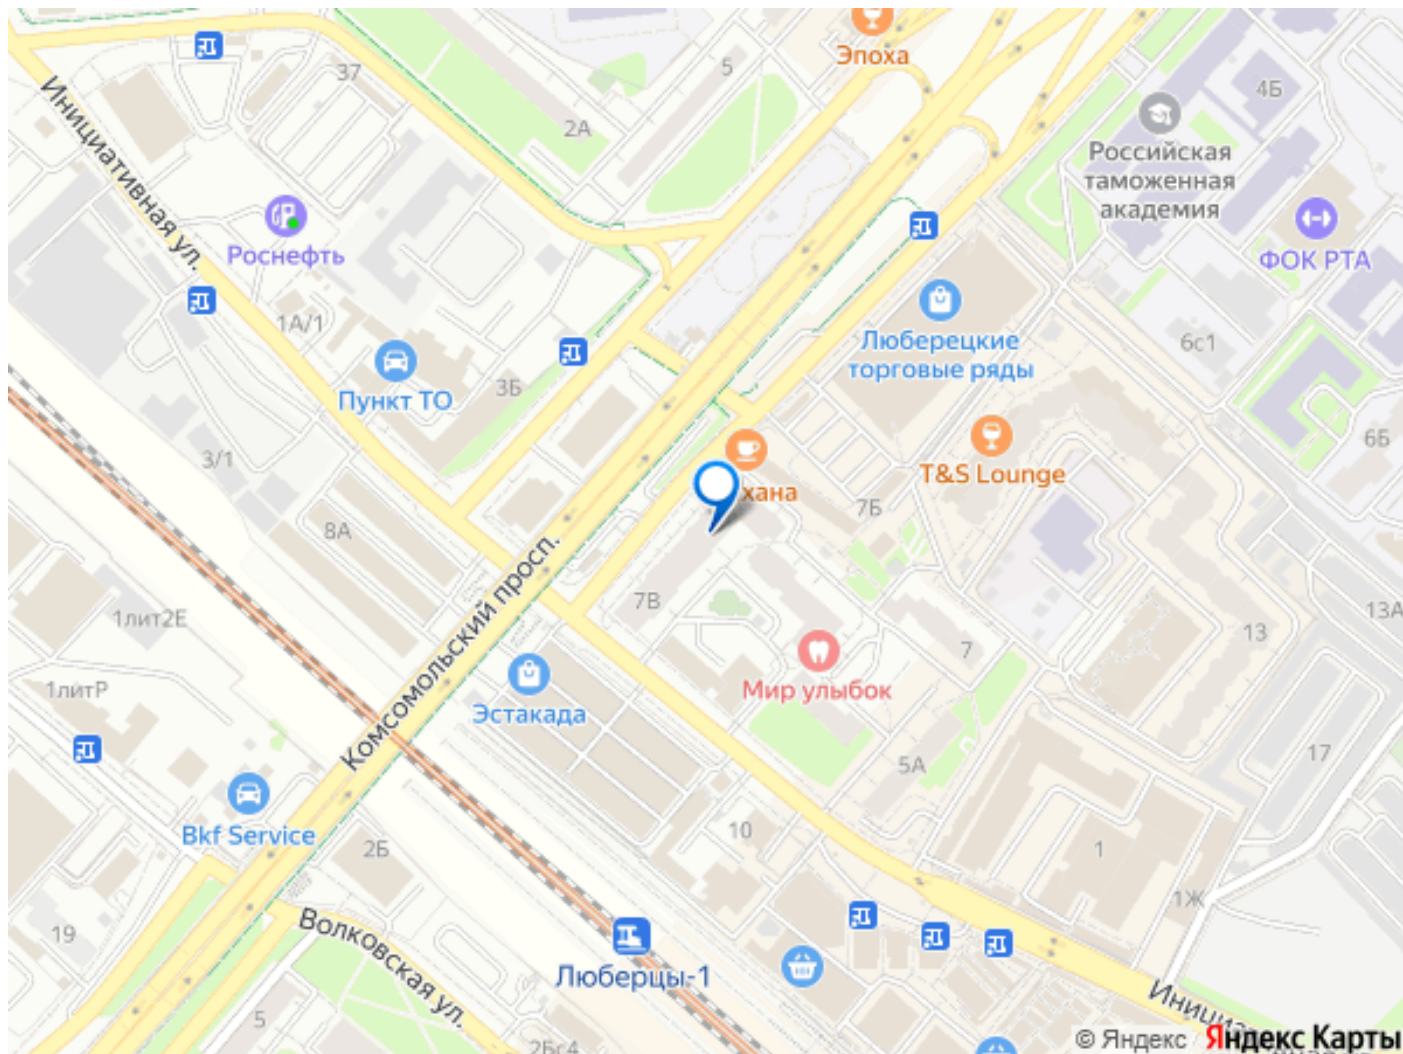 Эпоха
37
5
4Б
2А
Инициативная ул.
Российская
таможенная
академия
Роснефть
ФОК РТА
1А/1
Люберецкие
торговые ряды
6с1
3Б
Пункт ТО
6Б
3/1
T&S Lounge
хана
7Б
8А
Комсомольский просп.
7В
1лит2Е
13А
13
7
1литР
Мир улыбок
Эстакада
17
5А
Bkf Service
2Б
10
1
1Ж
19
Волковская ул.
Люберцы-1
5
2Бс4
© Яндекс Яндекс Карты